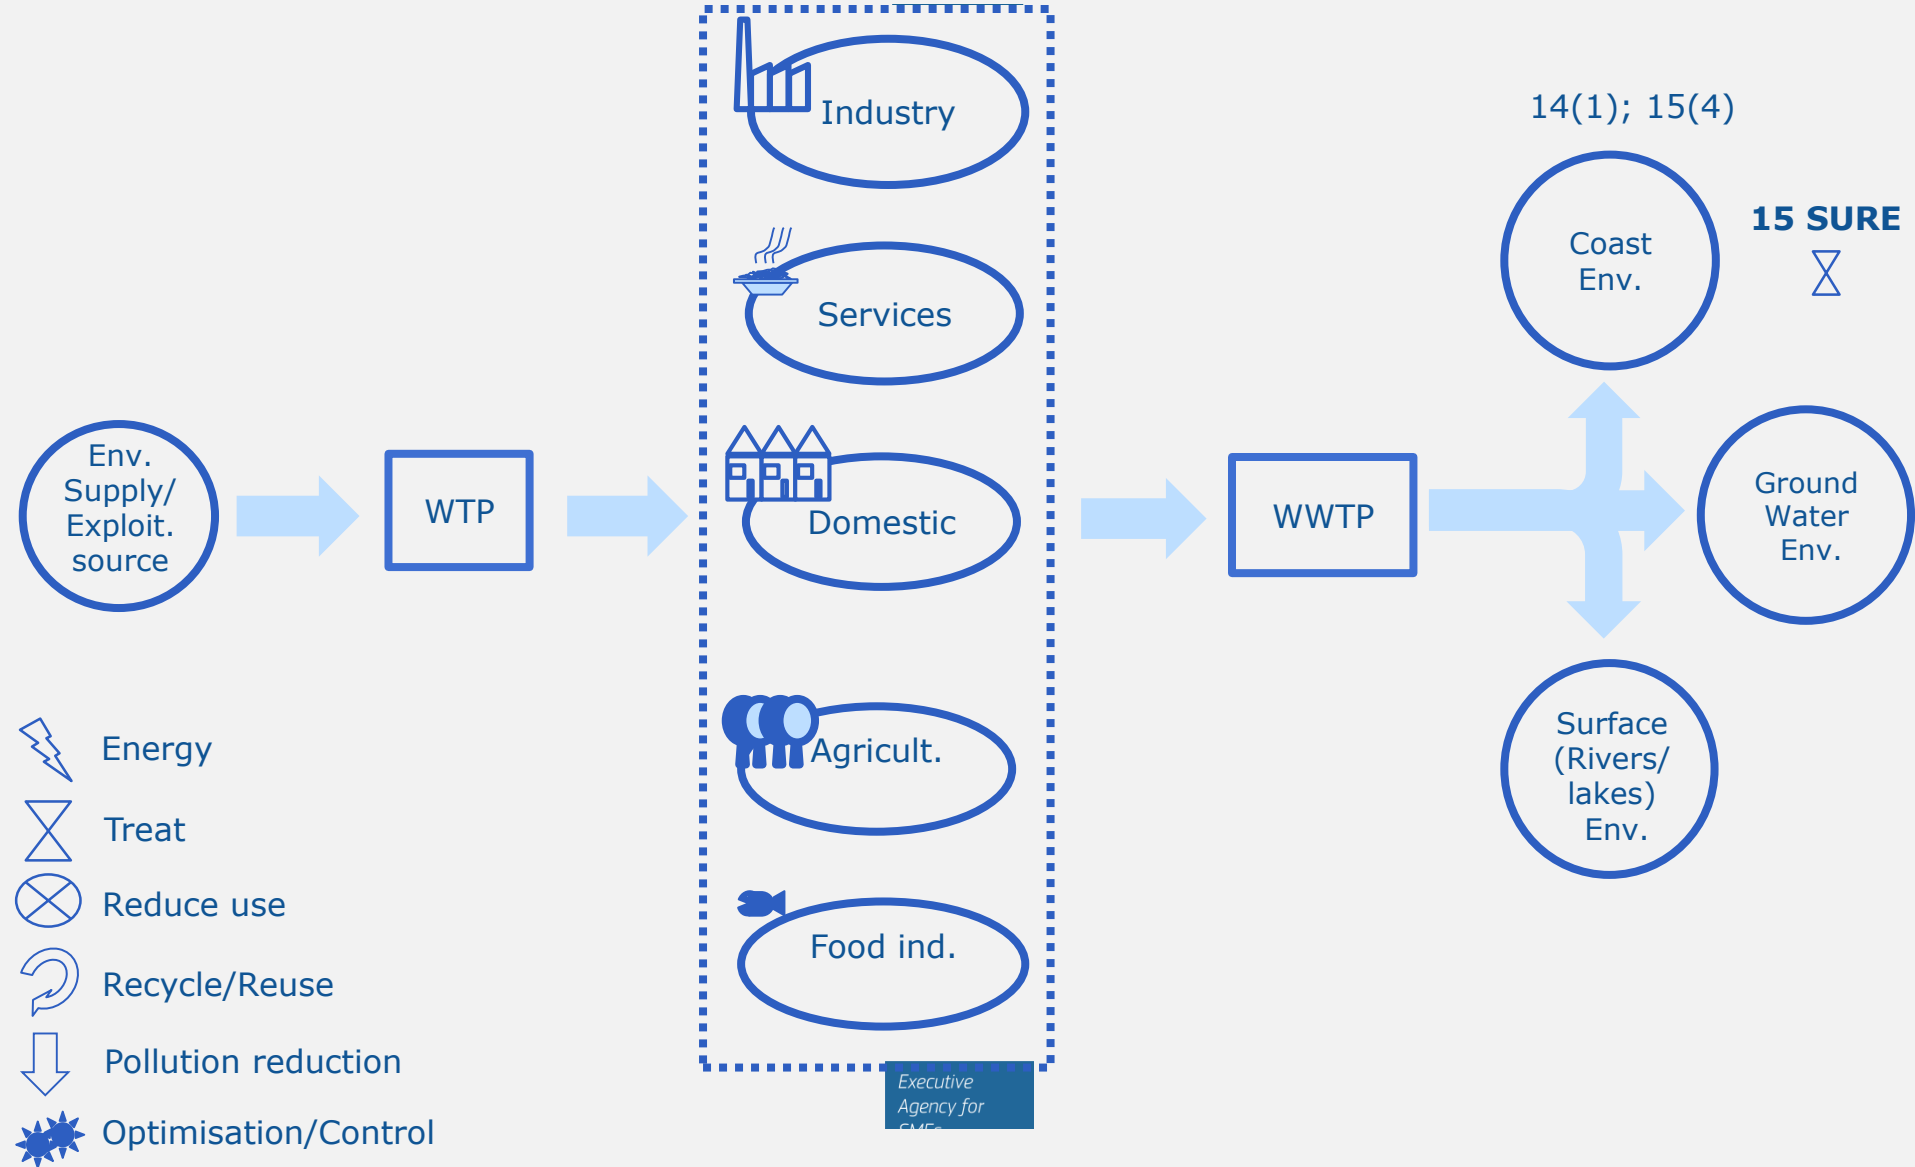 Industry
14(1); 15(4)
15 SURE
Coast
Env.
Services
Env.
Supply/
Exploit.
source
WTP
Domestic
WWTP
Ground
Water
Env.
Surface
(Rivers/
lakes)
Env.
Agricult.
Food ind.
Energy
Treat
Reduce use
Recycle/Reuse
Pollution reduction
Optimisation/Control
Executive
Agency for
SMEs